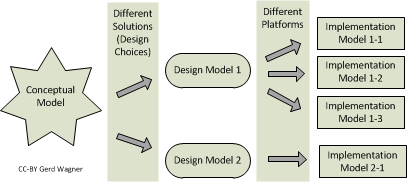 Different
Solutions
(Design
Choices)
Different
Platforms
Conceptual
Model
Design Model 1
Design Model 2
Implementation
Model 1-1
Implementation
Model 1-2
Implementation
Model 1-3
Implementation
Model 2-1
CC-BY Gerd Wagner